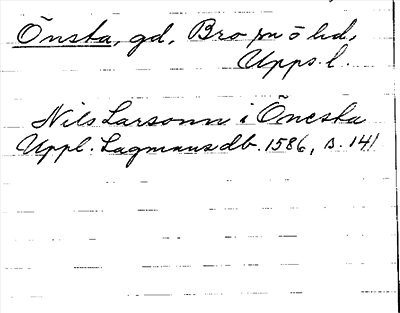 Önsta, gd, Bro sn o hd,
Upps. l.
Nils Larsonn i Önesta
Uppl. Lagmansdb. 1586, s. 141